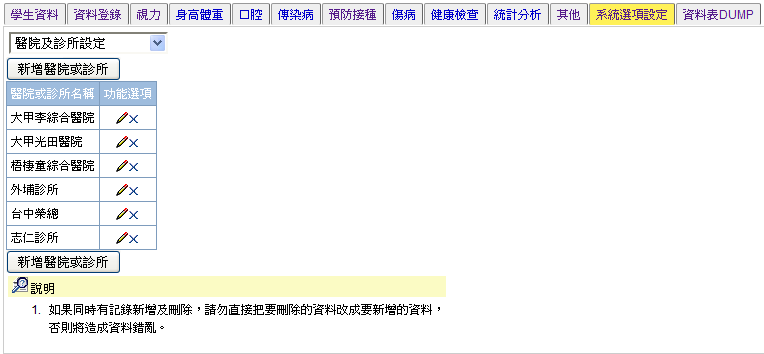 學生資料 資料登錄 視力 身高體重 口腔 傳染病 預防接種 傷病 健康檢查 統計分析 其他 系統選項設定 資料表DUMP
醫院及診所設定
新增醫院或診所
醫院或診所名稱 功能選項
大甲李綜合醫院
大甲光田醫院
梧棲童綜合醫院
外埔診所
台中榮總
志仁診所
新增醫院或診所
說明
1. 如果同時有記錄新增及刪除，請勿直接把要刪除的資料改成要新增的資料，
否則將造成資料錯亂。